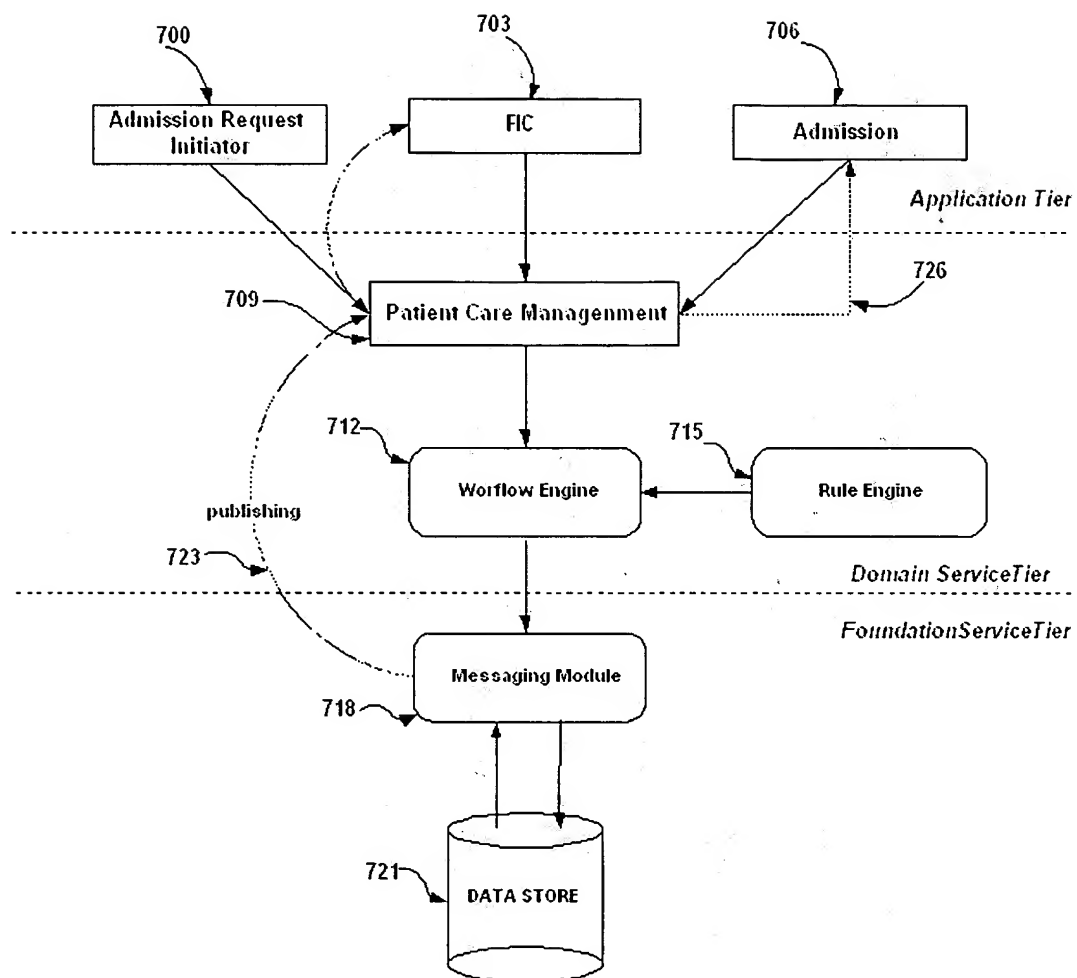 700
703
706
Admission Request
Initiator
FIC
Admission
Application Tier
726
709
Patient Care Managenment
712
715
Worflow Engine
Rule Engine
publishing
723
Domain ServiceTier
FoundationServiceTier
Messaging Module
718
721
DATA STORE